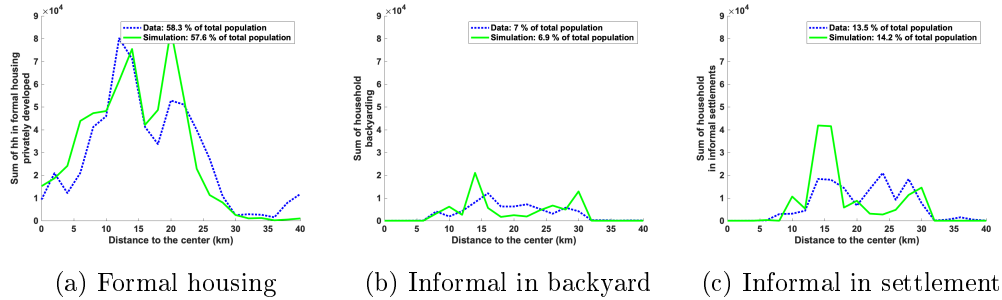 ×10⁴
9
8
7
6
5
4
3
2
1
0
Sum of hh in formal housing
privately developed
Data: 58.3 % of total population
Simulation: 57.6 % of total population
0 5 10 15 20 25 30 35 40
Distance to the center (km)
(a) Formal housing
×10⁴
9
8
7
6
5
4
3
2
1
0
Sum of household
backyarding
Data: 7 % of total population
Simulation: 6.9 % of total population
0 5 10 15 20 25 30 35 40
Distance to the center (km)
(b) Informal in backyard
×10⁴
9
8
7
6
5
4
3
2
1
0
Sum of household
in informal settlements
Data: 13.5 % of total population
Simulation: 14.2 % of total population
0 5 10 15 20 25 30 35 40
Distance to the center (km)
(c) Informal in settlement